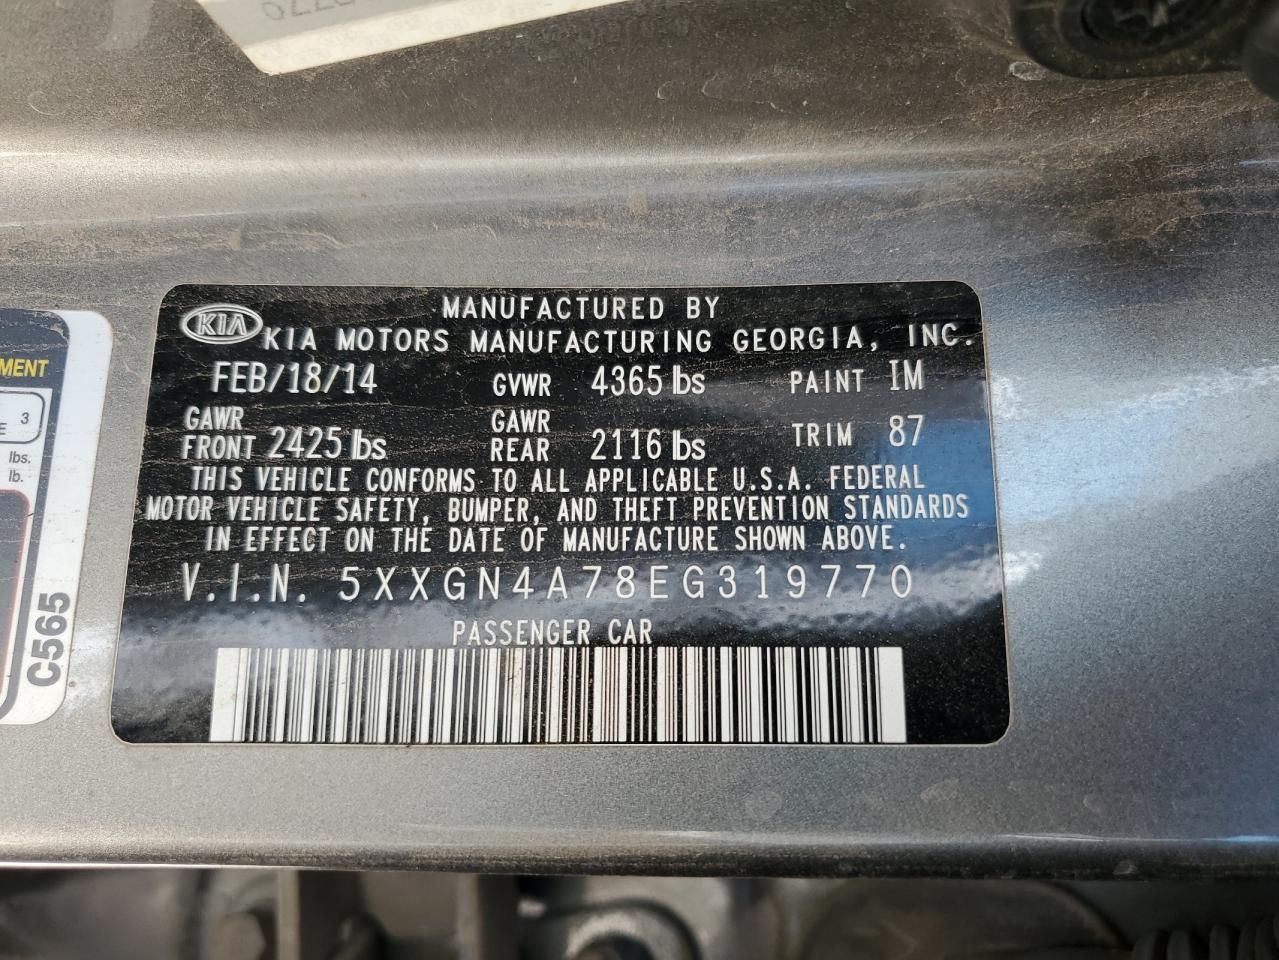 KIA
MANUFACTURED BY
KIA MOTORS MANUFACTURING GEORGIA, INC.
FEB/18/14 GVWR 4365 lbs PAINT IM
GAWR FRONT 2425 lbs GAWR REAR 2116 lbs TRIM 87
THIS VEHICLE CONFORMS TO ALL APPLICABLE U.S.A. FEDERAL
MOTOR VEHICLE SAFETY, BUMPER, AND THEFT PREVENTION STANDARDS
IN EFFECT ON THE DATE OF MANUFACTURE SHOWN ABOVE.
V.I.N. 5XXGN4A78EG319770
PASSENGER CAR
3
lbs.
lb.
C565